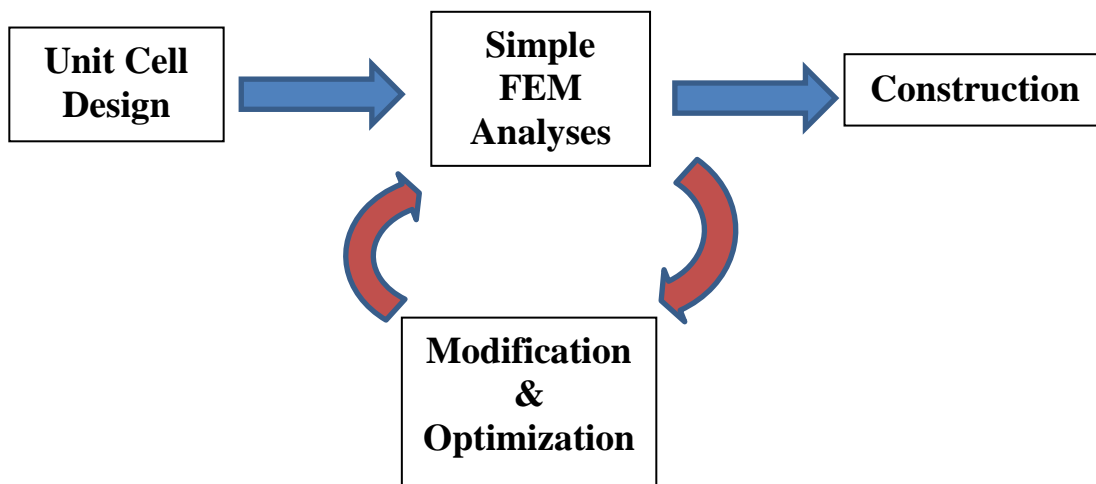 Unit Cell
Design
Simple
FEM
Analyses
Construction
Modification
&
Optimization